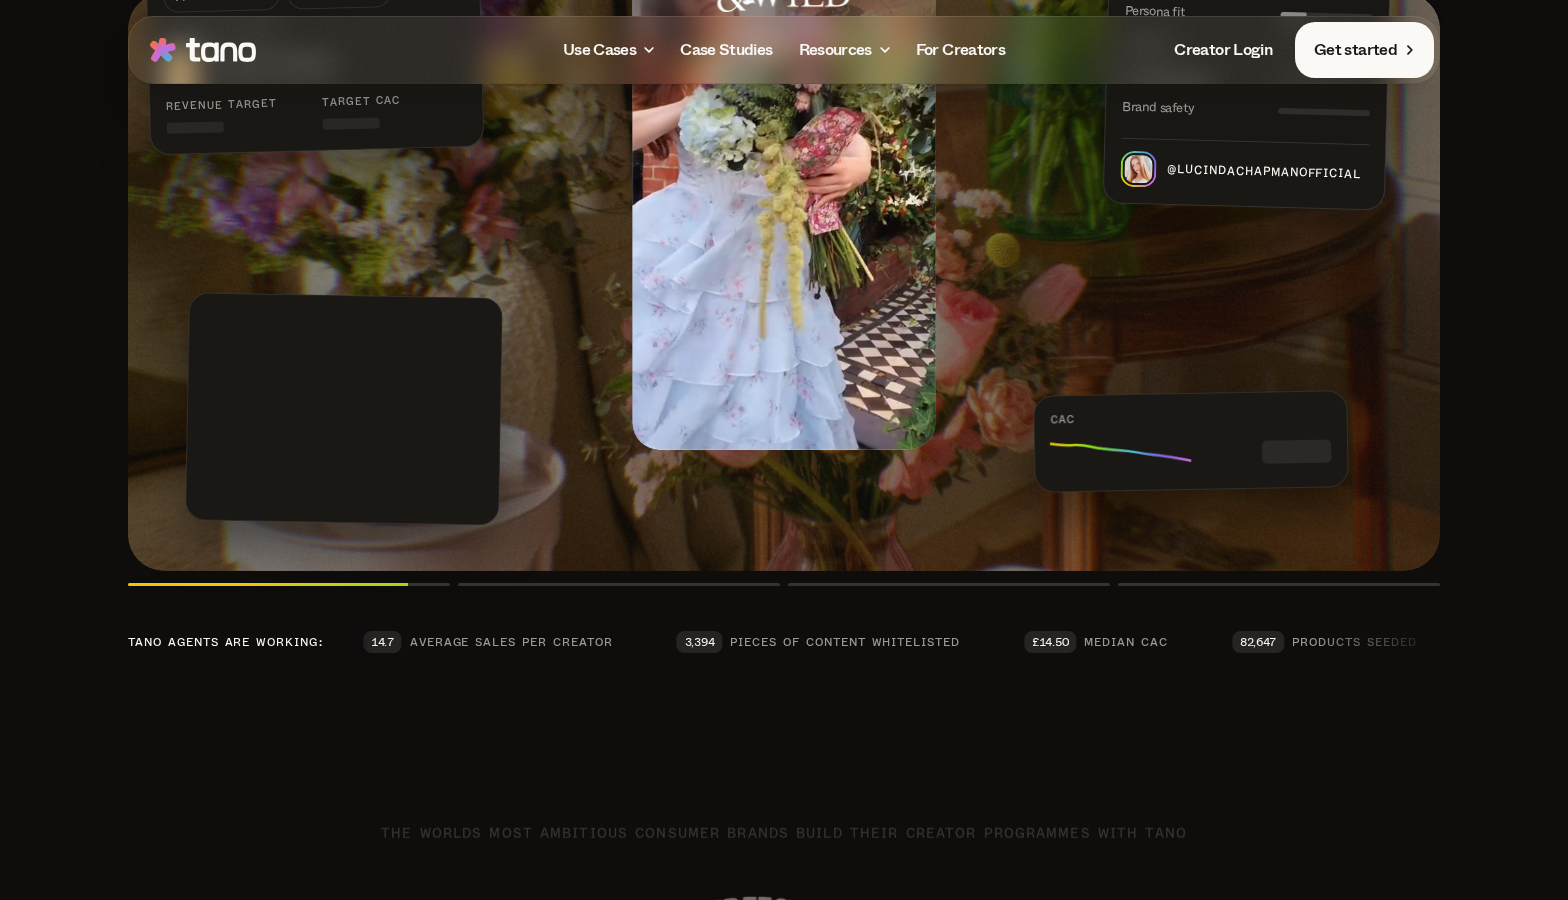 &WILD
Persona fit
tano
Use Cases
Case Studies
Resources
For Creators
Creator Login
Get started
REVENUE TARGET
TARGET CAC
Brand safety
@LUCINDACHAPMANOFFICIAL
CAC
TANO AGENTS ARE WORKING:
14.7 AVERAGE SALES PER CREATOR
3,394 PIECES OF CONTENT WHITELISTED
£14.50 MEDIAN CAC
82,647 PRODUCTS SEEDED
THE WORLDS MOST AMBITIOUS CONSUMER BRANDS BUILD THEIR CREATOR PROGRAMMES WITH TANO